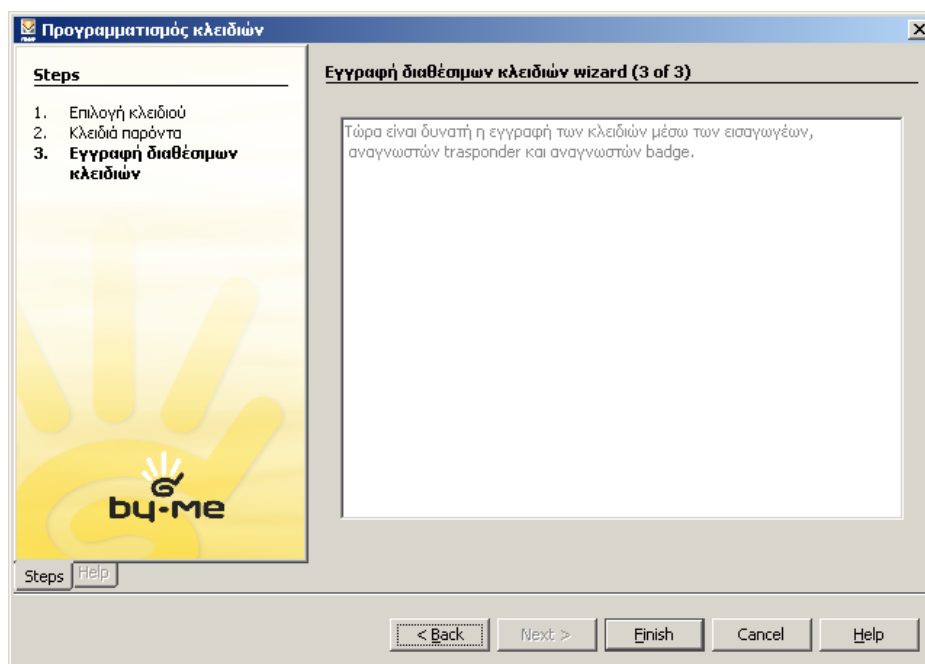 Προγραμματισμός κλειδιών
Steps
1. Επιλογή κλειδιού
2. Κλειδιά παρόντα
3. Εγγραφή διαθέσιμων
κλειδιών
by-me
Steps
Help
Εγγραφή διαθέσιμων κλειδιών wizard (3 of 3)
Τώρα είναι δυνατή η εγγραφή των κλειδιών μέσω των εισαγωγέων,
αναγνωστών trasponder και αναγνωστών badge.
< Back
Next >
Finish
Cancel
Help